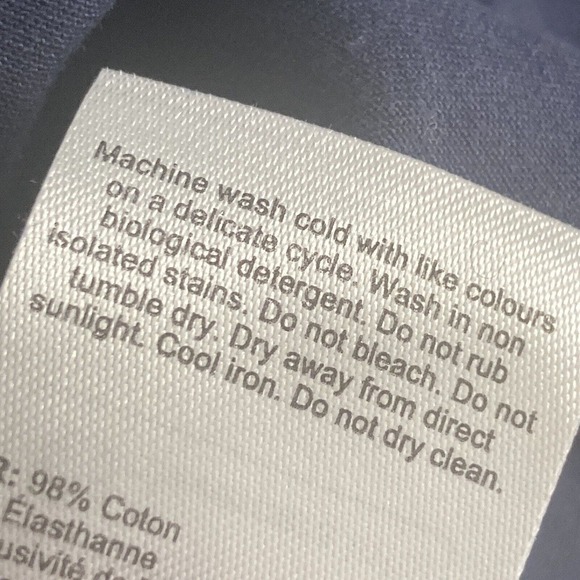 Machine wash cold with like colours
on a delicate cycle. Wash in non
biological detergent. Do not rub
isolated stains. Do not bleach. Do not
tumble dry. Dry away from direct
sunlight. Cool iron. Do not dry clean.
: 98% Coton
Élasthanne